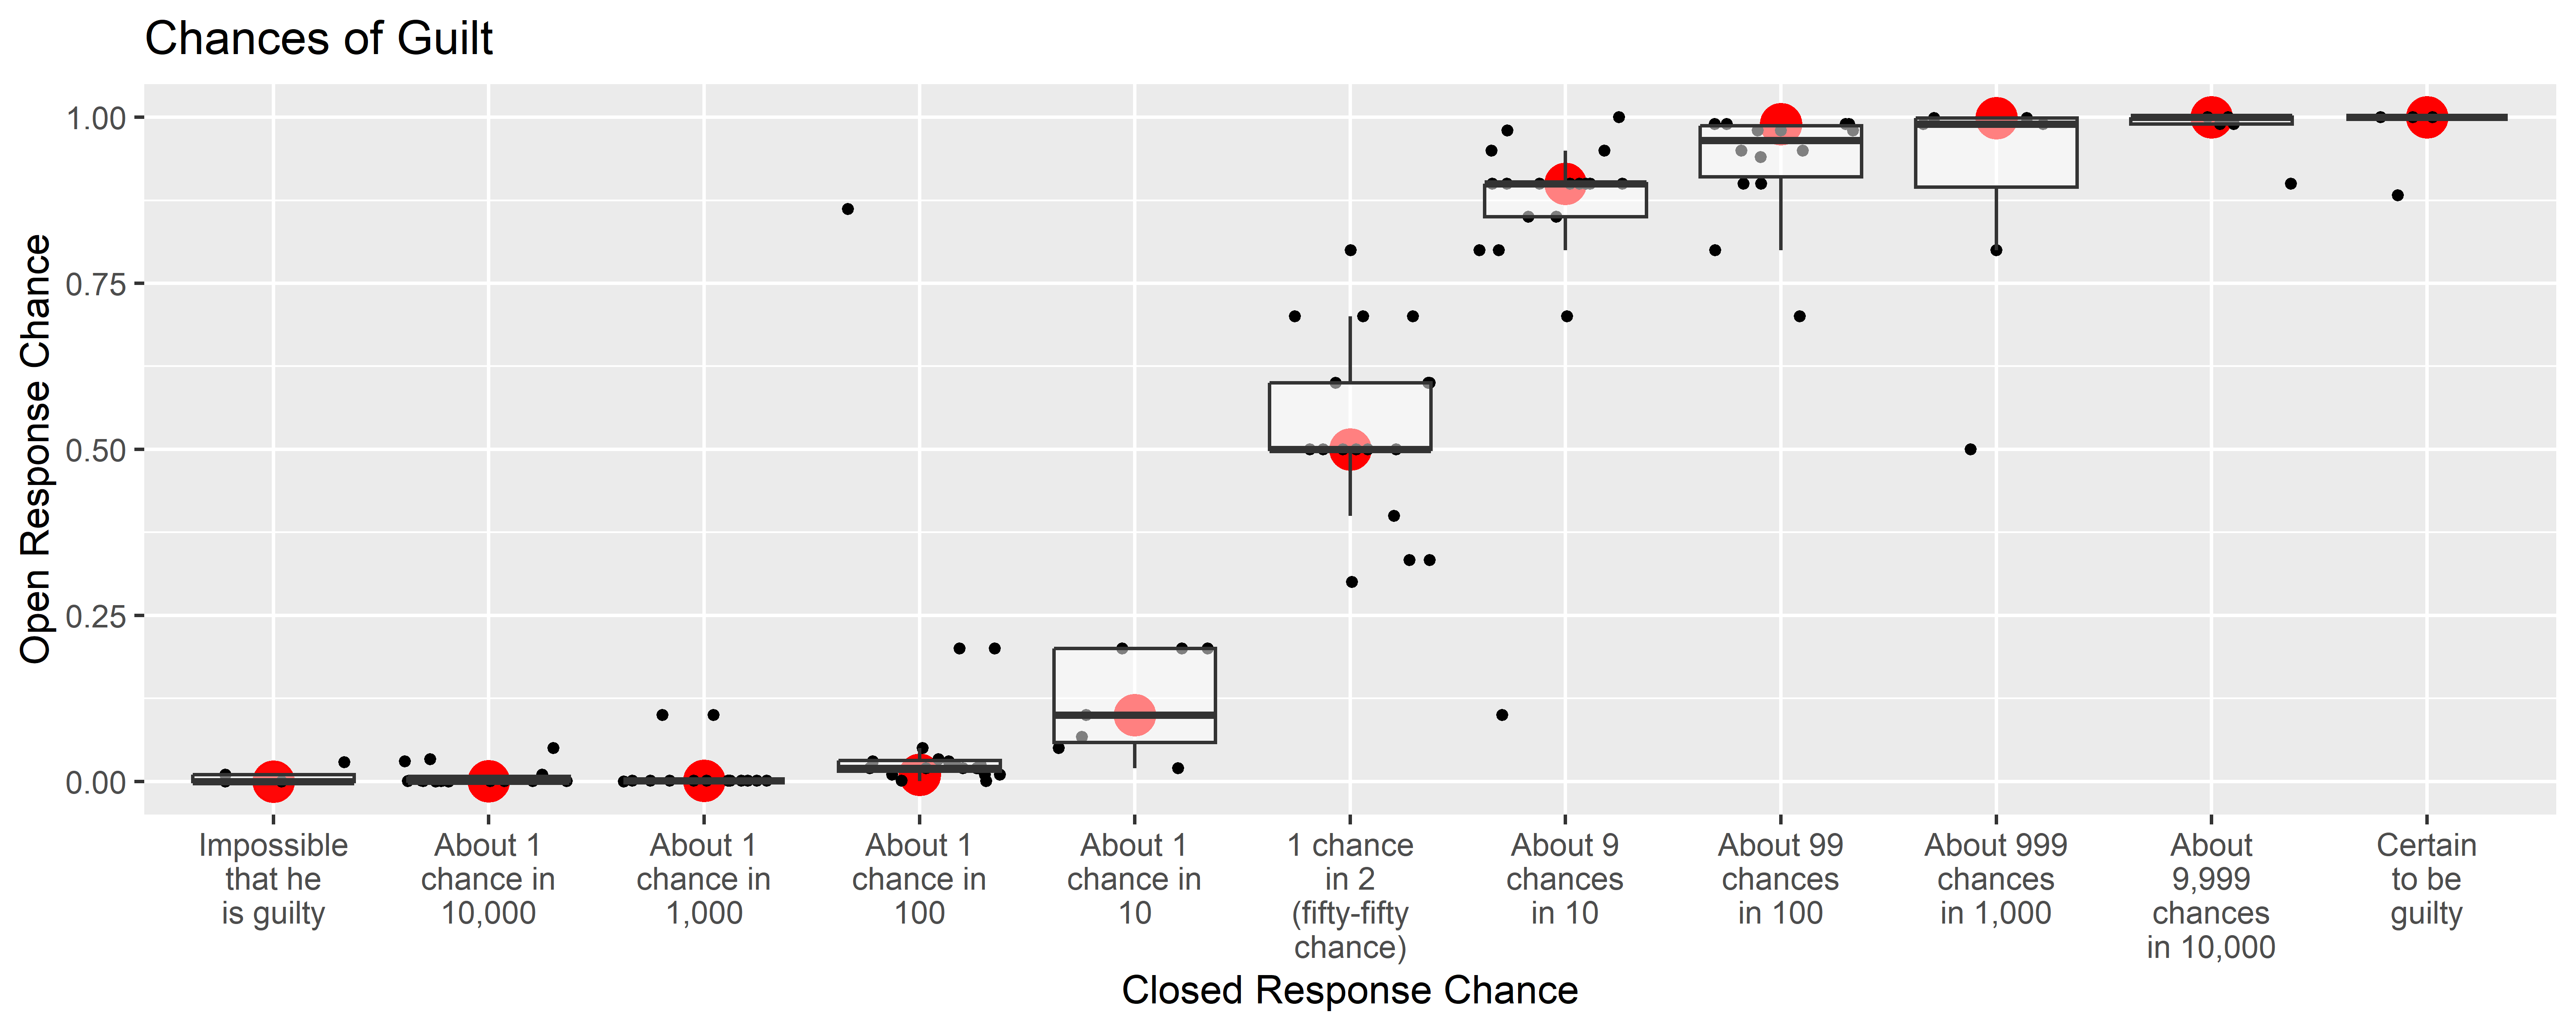 Chances of Guilt
Open Response Chance
1.00
0.75
0.50
0.25
0.00
Impossible
that he
is guilty
About 1
chance in
10,000
About 1
chance in
1,000
About 1
chance in
100
About 1
chance in
10
1 chance
in 2
(fifty-fifty
chance)
About 9
chances
in 10
About 99
chances
in 100
About 999
chances
in 1,000
About
9,999
chances
in 10,000
Certain
to be
guilty
Closed Response Chance